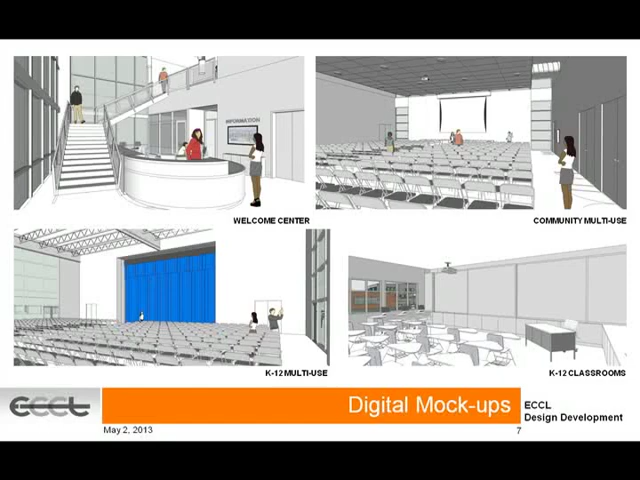 INFORMATION
WELCOME CENTER
COMMUNITY MULTI-USE
K-12 MULTI-USE
K-12 CLASSROOMS
ECCL
Digital Mock-ups
ECCL
Design Development
May 2, 2013
7